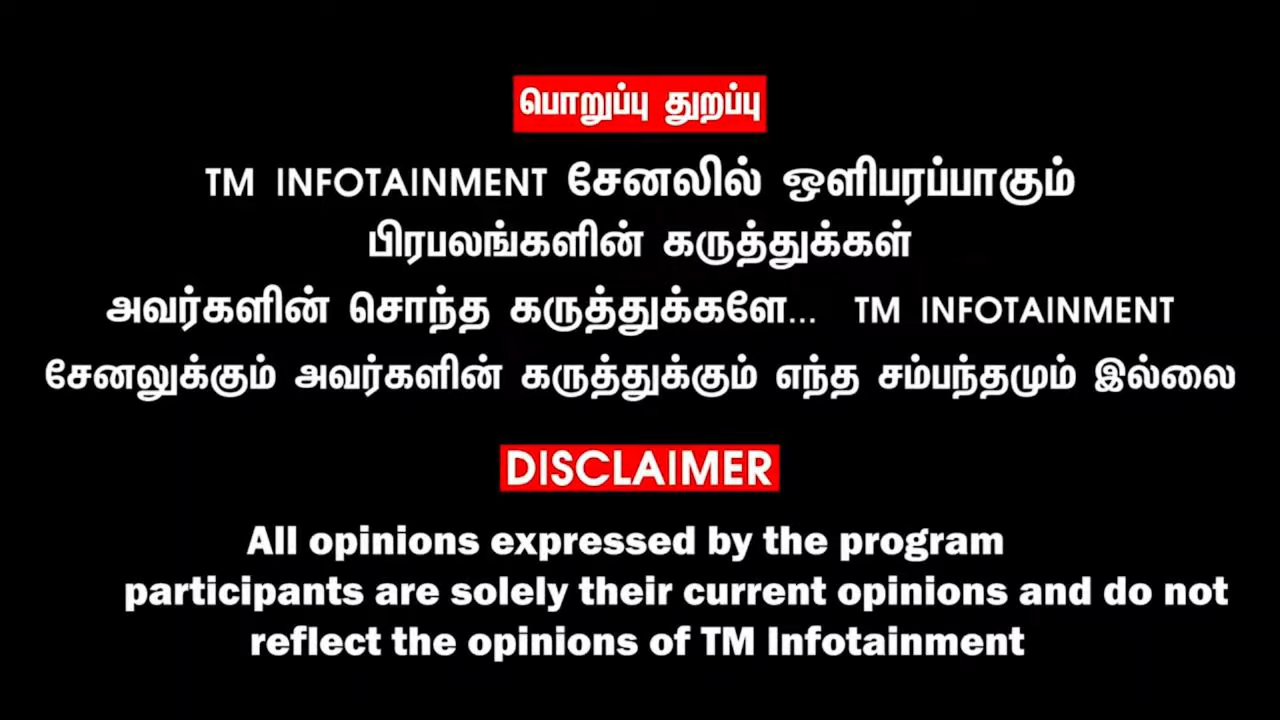 பொறுப்பு துறப்பு
TM INFOTAINMENT சேனலில் ஒளிபரப்பாகும்
பிரபலங்களின் கருத்துக்கள்
அவர்களின் சொந்த கருத்துக்களே... TM INFOTAINMENT
சேனலுக்கும் அவர்களின் கருத்துக்கும் எந்த சம்பந்தமும் இல்லை
DISCLAIMER
All opinions expressed by the program
participants are solely their current opinions and do not
reflect the opinions of TM Infotainment